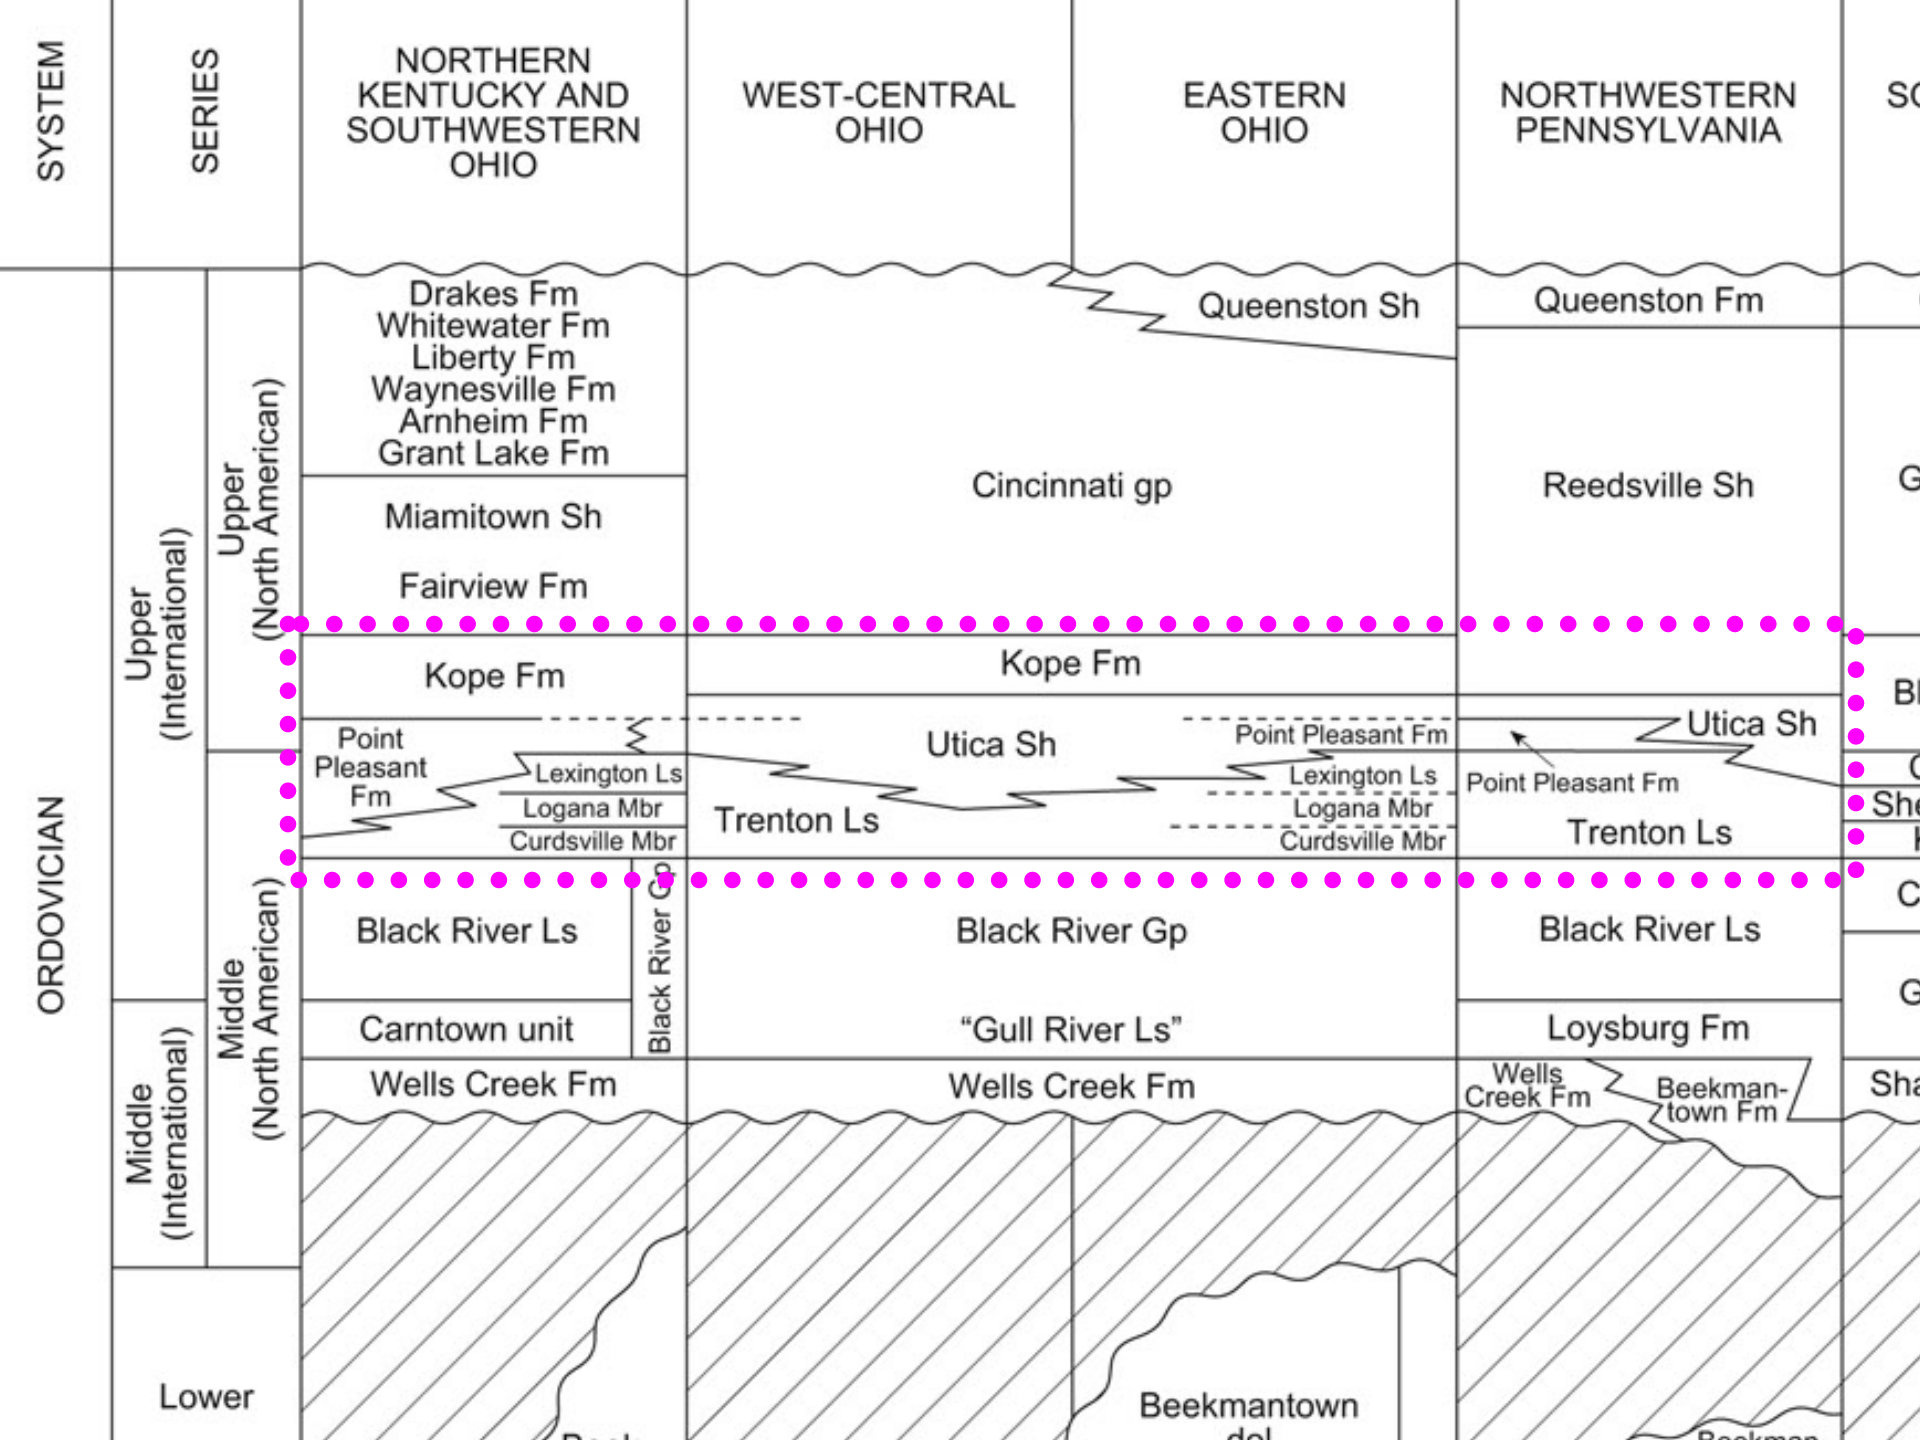 SYSTEM
SERIES
NORTHERN
KENTUCKY AND
SOUTHWESTERN
OHIO
WEST-CENTRAL
OHIO
EASTERN
OHIO
NORTHWESTERN
PENNSYLVANIA
ORDOVICIAN
Upper
(International)
Upper
(North American)
Middle
(North American)
Middle
(International)
Lower
Drakes Fm
Whitewater Fm
Liberty Fm
Waynesville Fm
Arnheim Fm
Grant Lake Fm
Miamitown Sh
Fairview Fm
Kope Fm
Point
Pleasant
Fm
Lexington Ls
Logana Mbr
Curdsville Mbr
Black River Ls
Black River Gp
Carntown unit
Wells Creek Fm
Queenston Sh
Cincinnati gp
Kope Fm
Utica Sh
Trenton Ls
Point Pleasant Fm
Lexington Ls
Logana Mbr
Curdsville Mbr
Black River Gp
“Gull River Ls”
Wells Creek Fm
Beekmantown
dol
Queenston Fm
Reedsville Sh
Utica Sh
Point Pleasant Fm
Trenton Ls
Black River Ls
Loysburg Fm
Wells
Creek Fm
Beekman-
town Fm
Beekman